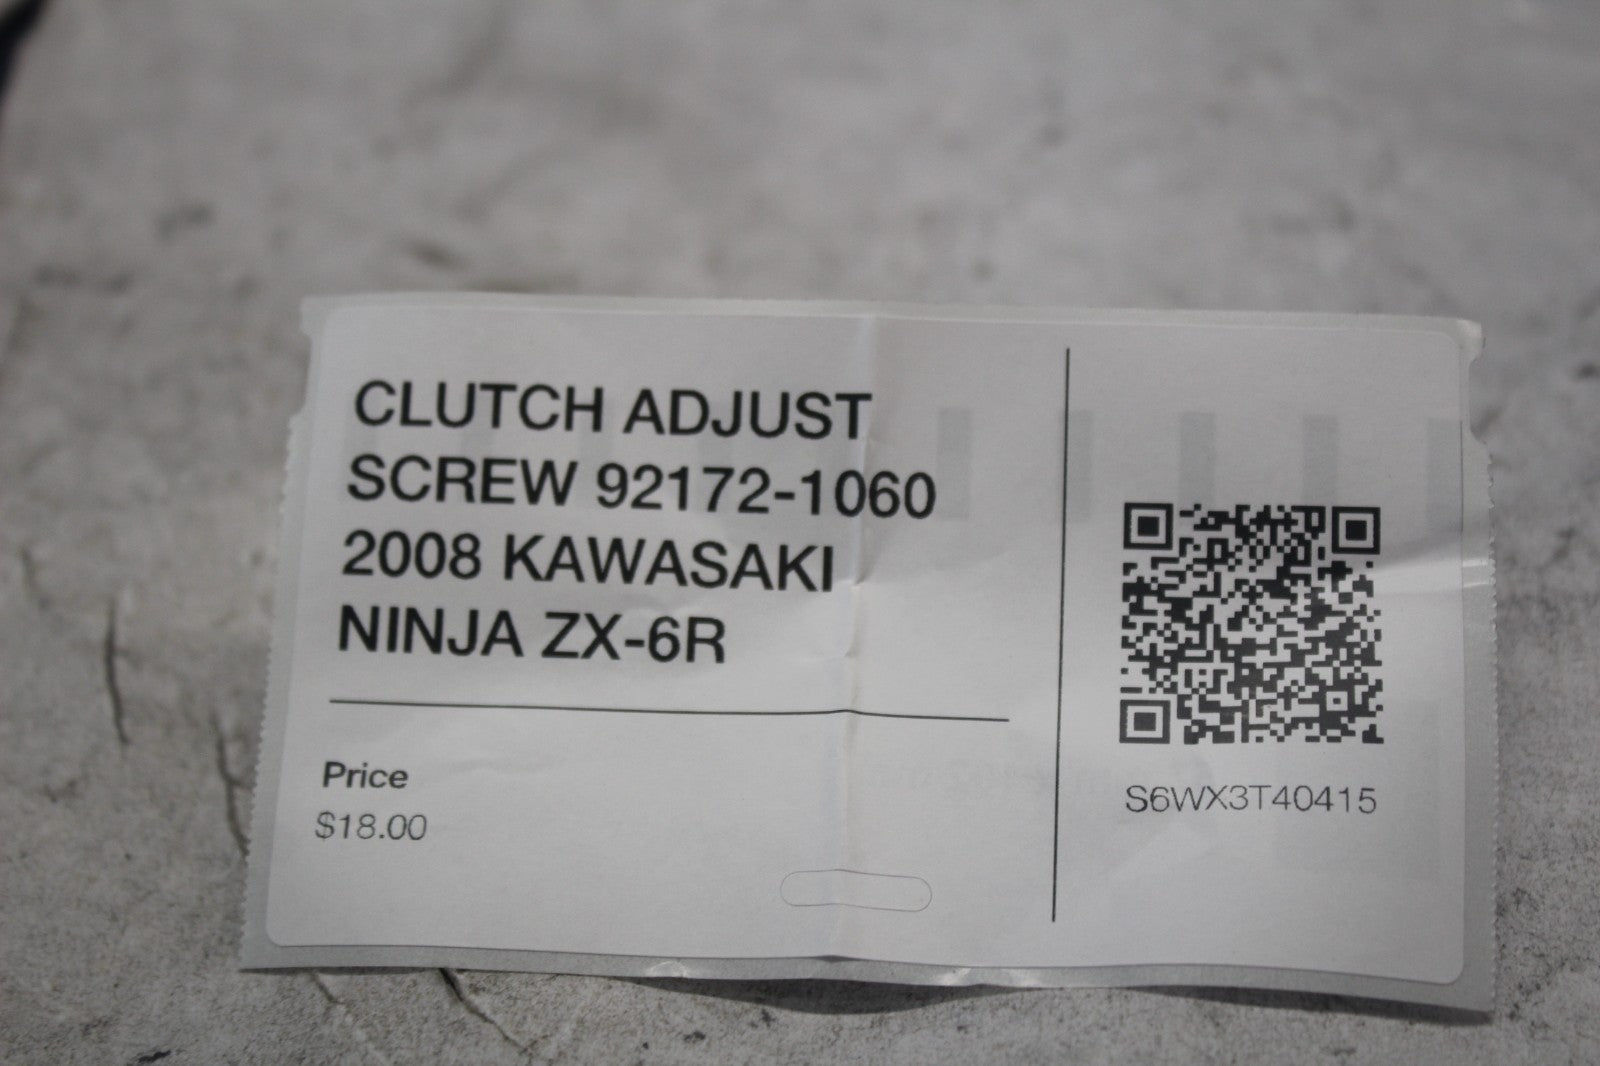 CLUTCH ADJUST
SCREW 92172-1060
2008 KAWASAKI
NINJA ZX-6R
Price
$18.00
S6WX3T40415